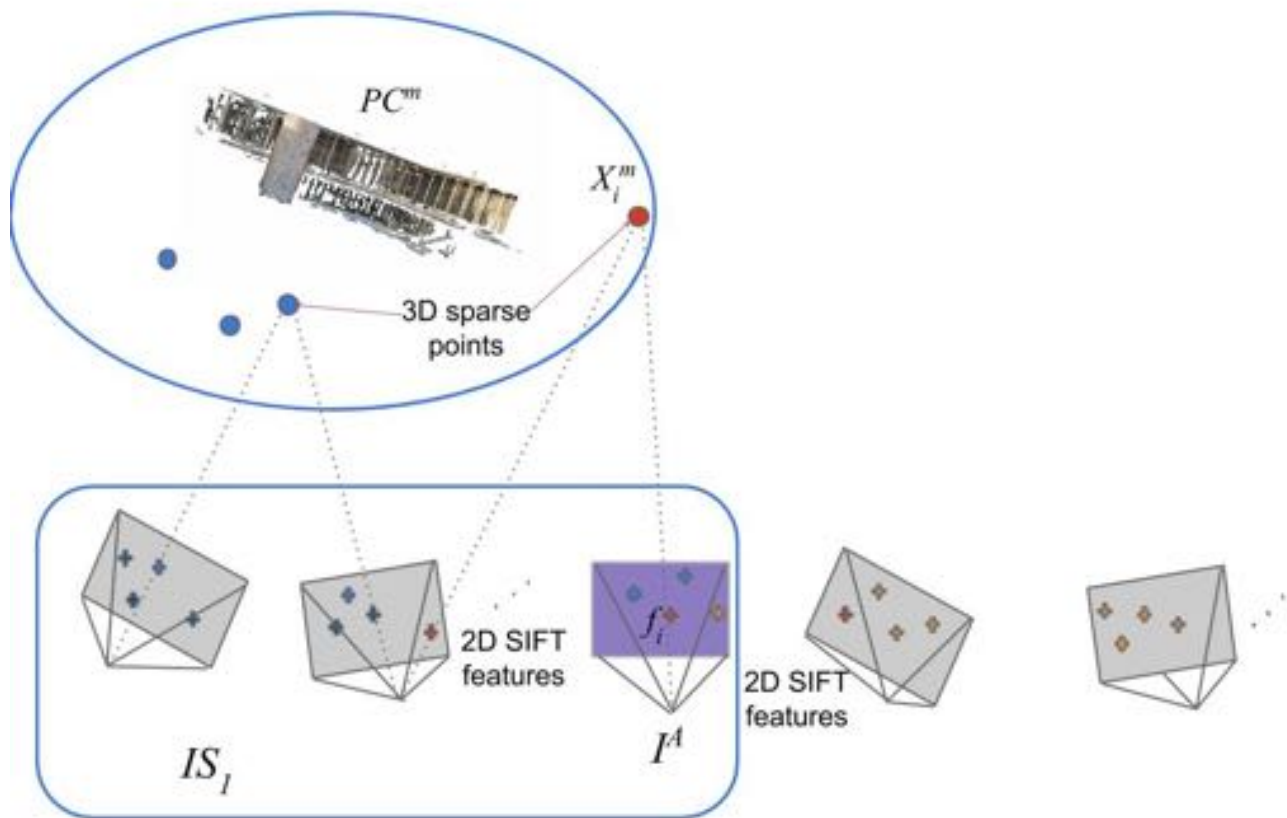 PC^m
X_i^m
3D sparse
points
2D SIFT
features
f_i
2D SIFT
features
IS_1
I^A